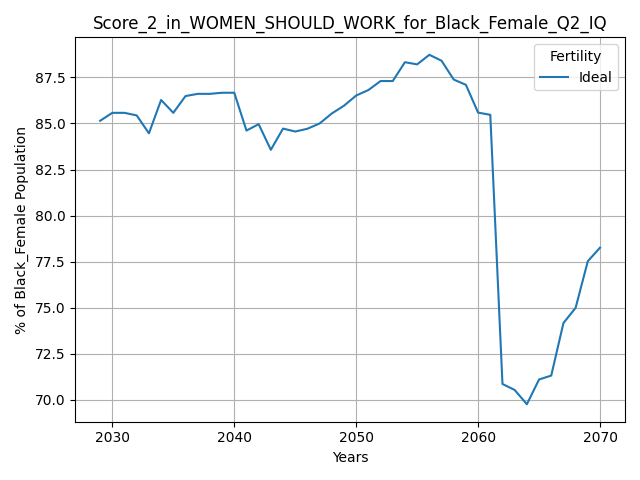 Score_2_in_WOMEN_SHOULD_WORK_for_Black_Female_Q2_IQ
Fertility
Ideal
87.5
85.0
82.5
80.0
77.5
75.0
72.5
70.0
% of Black_Female Population
2030 2040 2050 2060 2070
Years